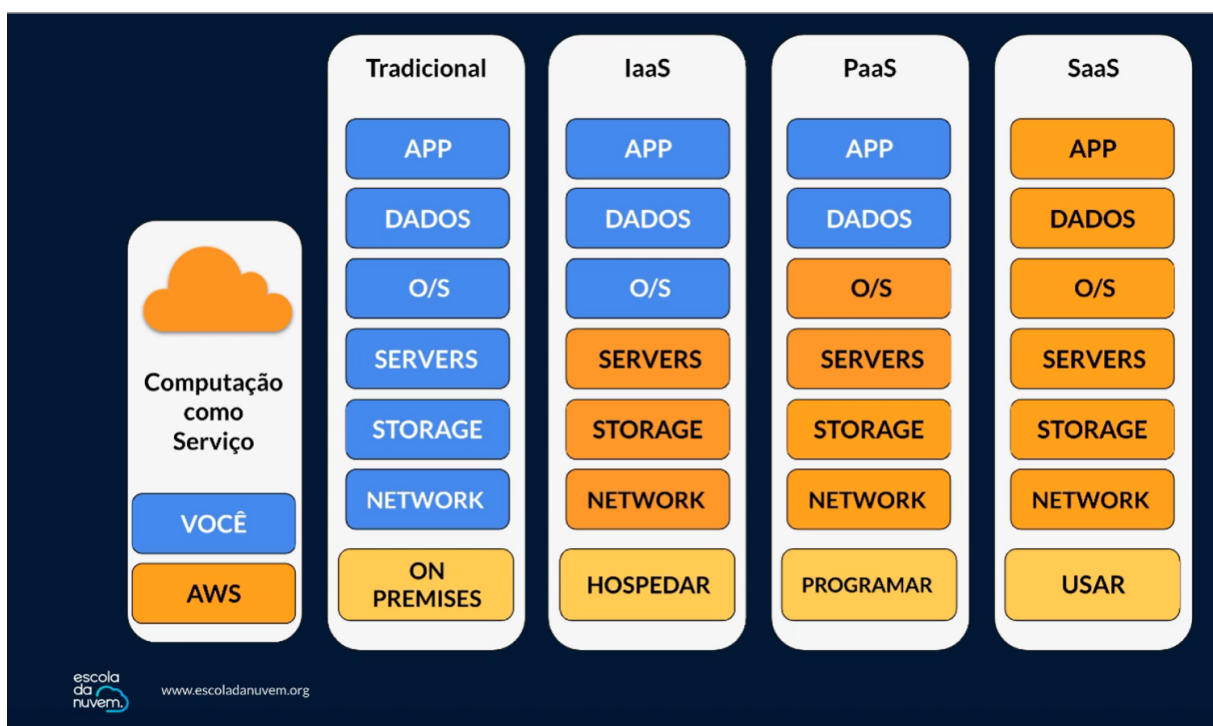 Computação
como
Serviço
VOCÊ
AWS
Tradicional
APP
DADOS
O/S
SERVERS
STORAGE
NETWORK
ON
PREMISES
IaaS
APP
DADOS
O/S
SERVERS
STORAGE
NETWORK
HOSPEDAR
PaaS
APP
DADOS
O/S
SERVERS
STORAGE
NETWORK
PROGRAMAR
SaaS
APP
DADOS
O/S
SERVERS
STORAGE
NETWORK
USAR
escola
da
nuvem.
www.escoladanuvem.org